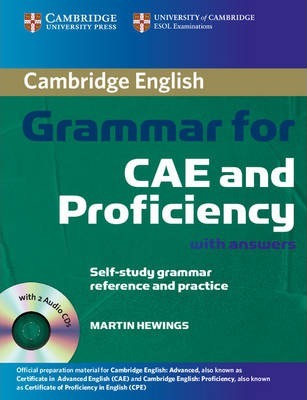 CAMBRIDGE
UNIVERSITY PRESS
UNIVERSITY of CAMBRIDGE
ESOL Examinations
Cambridge English
Grammar for
CAE and
Proficiency
with answers
Self-study grammar
reference and practice
with 2 Audio CDs
MARTIN HEWINGS
Official preparation material for Cambridge English: Advanced, also known as
Certificate in Advanced English (CAE) and Cambridge English: Proficiency, also known
as Certificate of Proficiency in English (CPE)